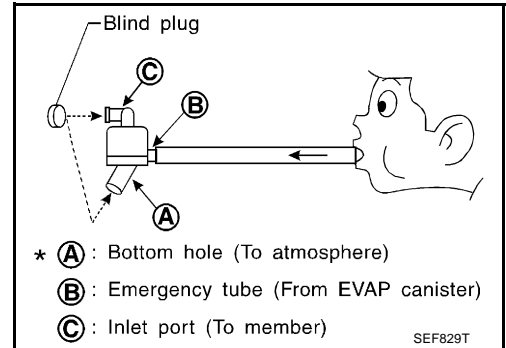 Blind plug
C
B
A
* A : Bottom hole (To atmosphere)
B : Emergency tube (From EVAP canister)
C : Inlet port (To member)
SEF829T